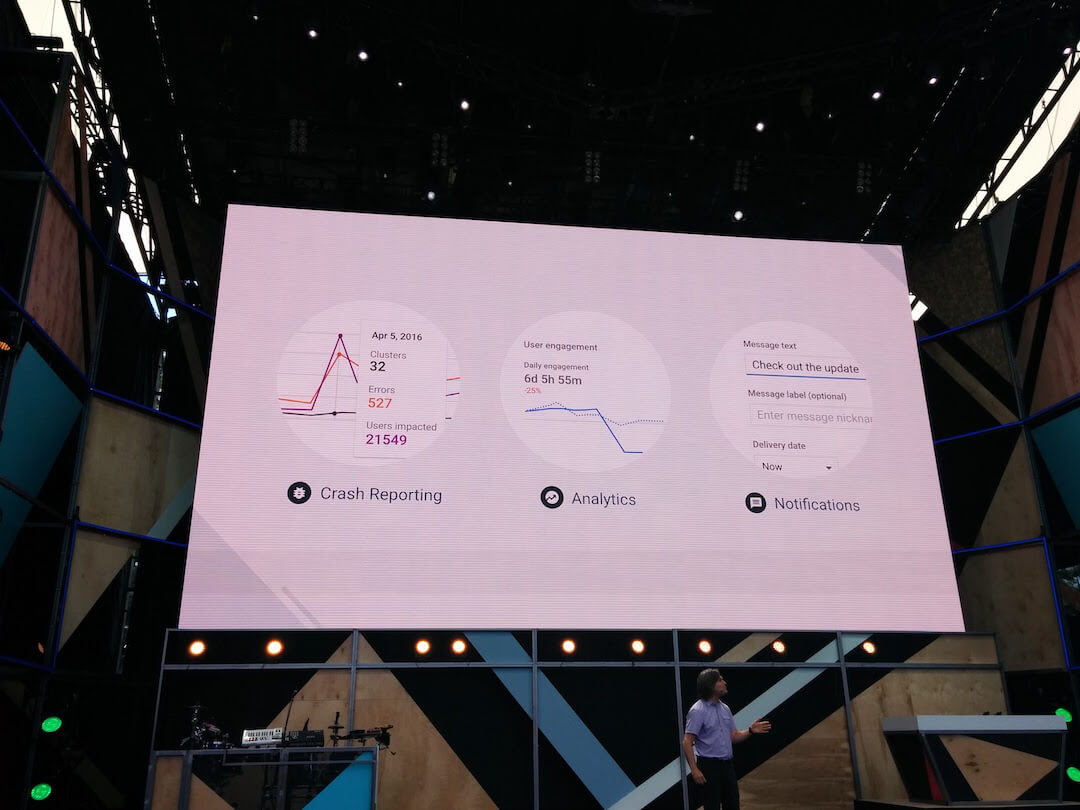 Apr 5, 2016
Clusters
32
Errors
527
Users impacted
21549
Crash Reporting
User engagement
Daily engagement
6d 5h 55m
-25%
Analytics
Message text
Check out the update
Message label (optional)
Enter message nicknar
Delivery date
Now
Notifications